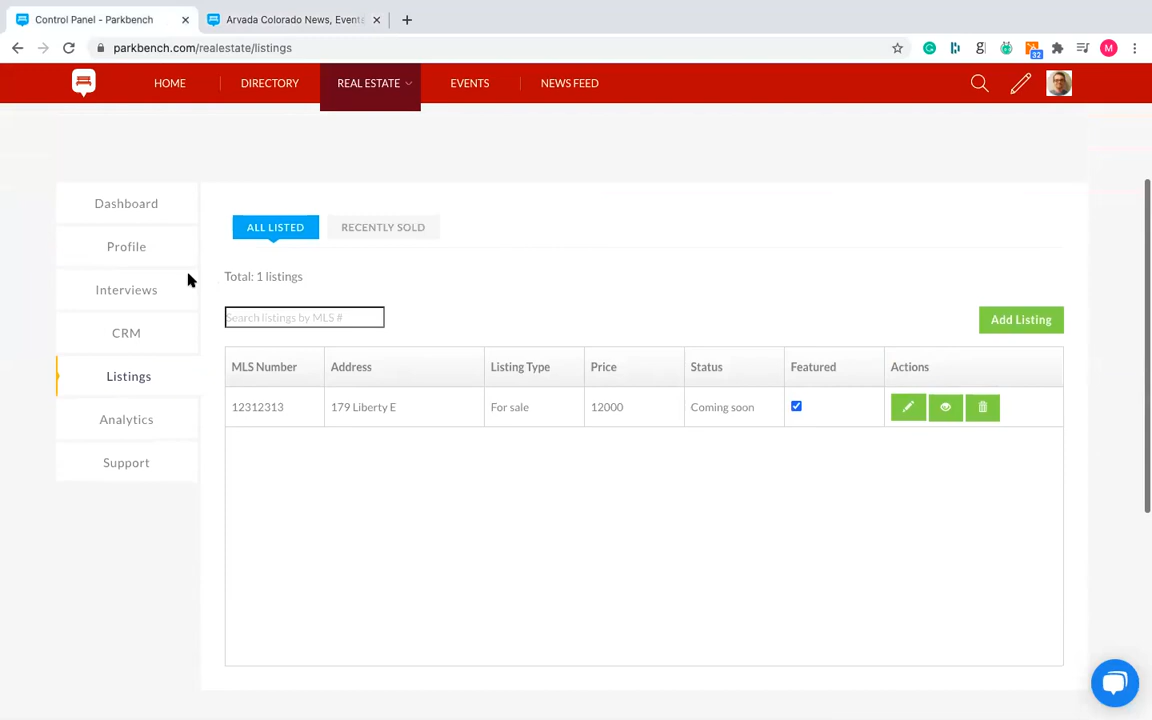 Control Panel - Parkbench
Arvada Colorado News, Events
parkbench.com/realestate/listings
32
M
HOME
DIRECTORY
REAL ESTATE
EVENTS
NEWS FEED
Dashboard
Profile
Interviews
CRM
Listings
Analytics
Support
ALL LISTED
RECENTLY SOLD
Total: 1 listings
Search listings by MLS #
Add Listing
MLS Number Address Listing Type Price Status Featured Actions
12312313 179 Liberty E For sale 12000 Coming soon